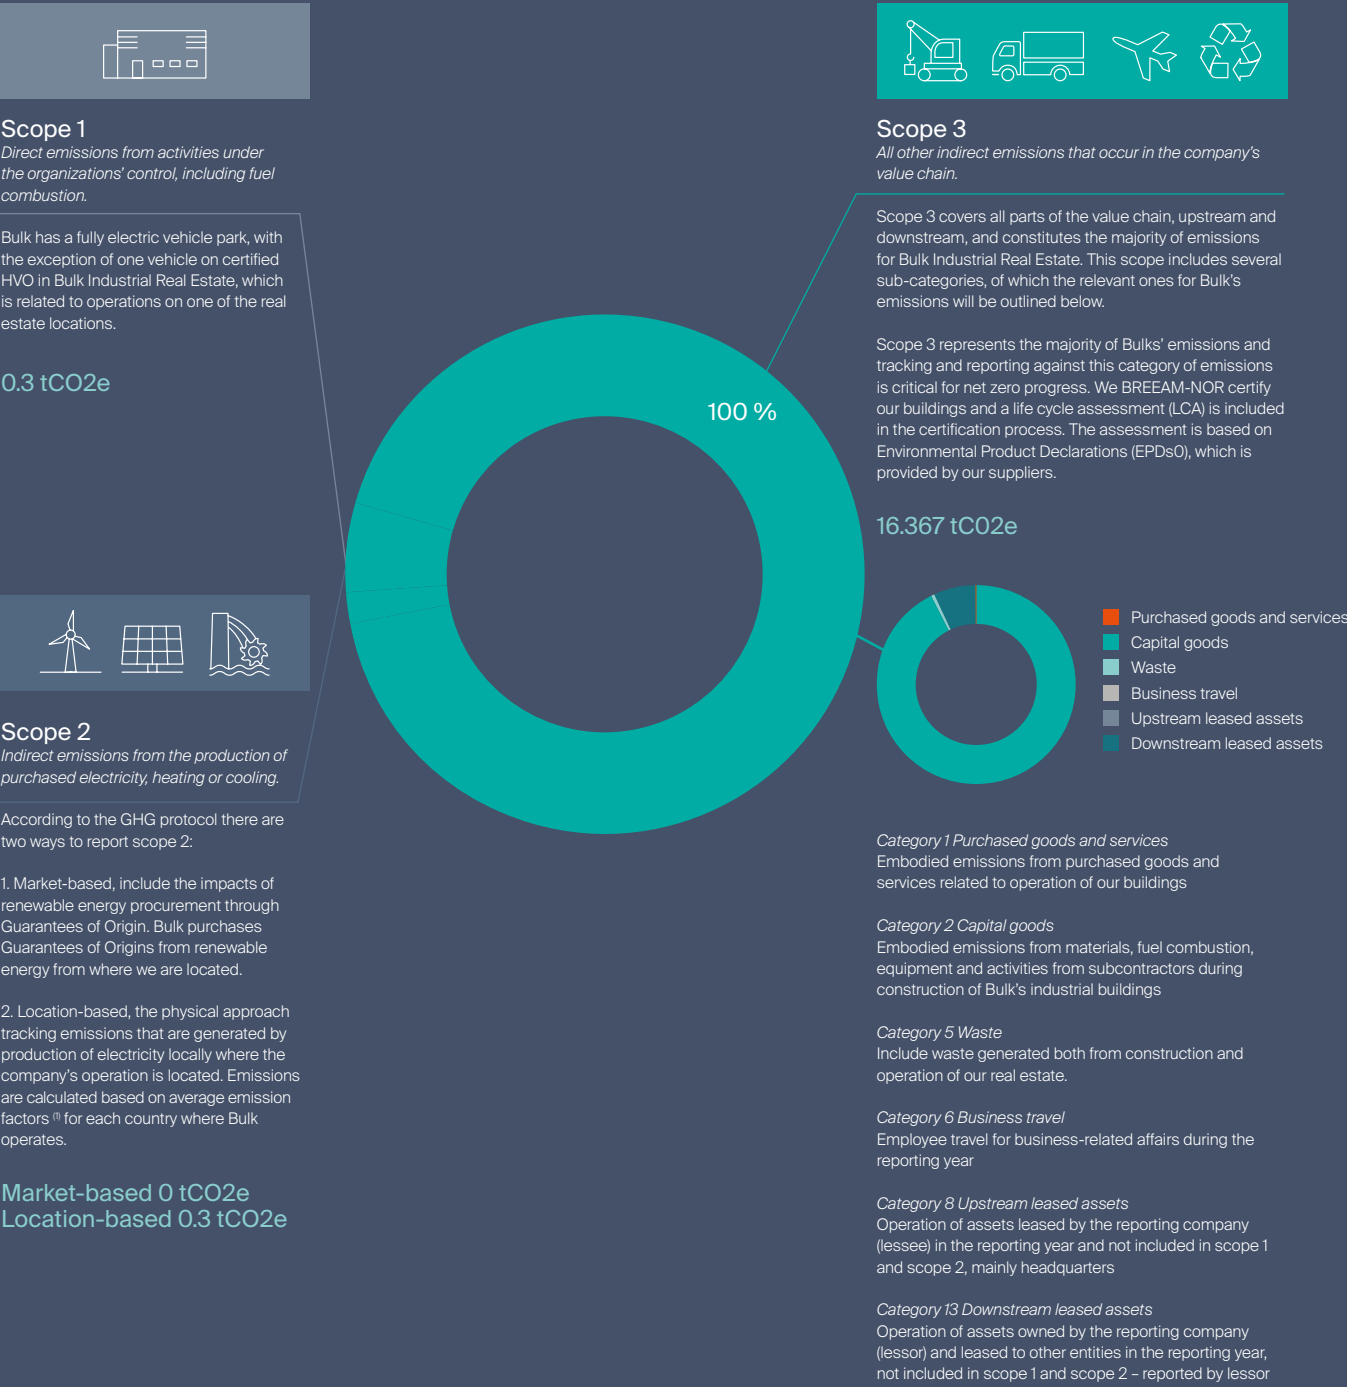 Scope 1
Direct emissions from activities under
the organizations' control, including fuel
combustion.
Bulk has a fully electric vehicle park, with
the exception of one vehicle on certified
HVO in Bulk Industrial Real Estate, which
is related to operations on one of the real
estate locations.
0.3 tCO2e
Scope 2
Indirect emissions from the production of
purchased electricity, heating or cooling.
According to the GHG protocol there are
two ways to report scope 2:
1. Market-based, include the impacts of
renewable energy procurement through
Guarantees of Origin. Bulk purchases
Guarantees of Origins from renewable
energy from where we are located.
2. Location-based, the physical approach
tracking emissions that are generated by
production of electricity locally where the
company's operation is located. Emissions
are calculated based on average emission
factors (1) for each country where Bulk
operates.
Market-based 0 tCO2e
Location-based 0.3 tCO2e
100 %
Scope 3
All other indirect emissions that occur in the company's
value chain.
Scope 3 covers all parts of the value chain, upstream and
downstream, and constitutes the majority of emissions
for Bulk Industrial Real Estate. This scope includes several
sub-categories, of which the relevant ones for Bulk's
emissions will be outlined below.
Scope 3 represents the majority of Bulks' emissions and
tracking and reporting against this category of emissions
is critical for net zero progress. We BREEAM-NOR certify
our buildings and a life cycle assessment (LCA) is included
in the certification process. The assessment is based on
Environmental Product Declarations (EPDs0), which is
provided by our suppliers.
16.367 tC02e
Purchased goods and services
Capital goods
Waste
Business travel
Upstream leased assets
Downstream leased assets
Category 1 Purchased goods and services
Embodied emissions from purchased goods and
services related to operation of our buildings
Category 2 Capital goods
Embodied emissions from materials, fuel combustion,
equipment and activities from subcontractors during
construction of Bulk's industrial buildings
Category 5 Waste
Include waste generated both from construction and
operation of our real estate.
Category 6 Business travel
Employee travel for business-related affairs during the
reporting year
Category 8 Upstream leased assets
Operation of assets leased by the reporting company
(lessee) in the reporting year and not included in scope 1
and scope 2, mainly headquarters
Category 13 Downstream leased assets
Operation of assets owned by the reporting company
(lessor) and leased to other entities in the reporting year,
not included in scope 1 and scope 2 – reported by lessor